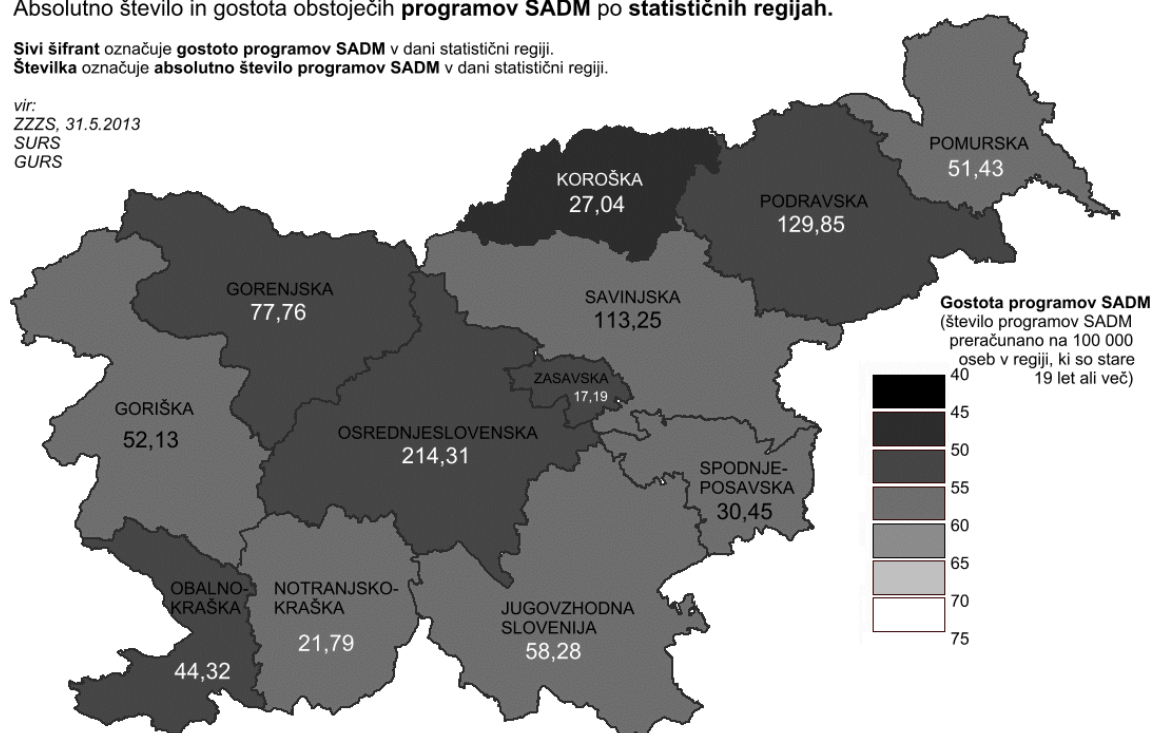 Absolutno število in gostota obstoječih programov SADM po statističnih regijah.
Sivi šifrant označuje gostoto programov SADM v dani statistični regiji.
Številka označuje absolutno število programov SADM v dani statistični regiji.
vir:
ZZZS, 31.5.2013
SURS
GURS
POMURSKA
51,43
KOROŠKA
27,04
PODRAVSKA
129,85
GORENJSKA
77,76
SAVINJSKA
113,25
ZASAVSKA
17,19
GORIŠKA
52,13
OSREDNJESLOVENSKA
214,31
SPODNJE-
POSAVSKA
30,45
OBALNO-
KRAŠKA
44,32
NOTRANJSKO-
KRAŠKA
21,79
JUGOVZHODNA
SLOVENIJA
58,28
Gostota programov SADM
(število programov SADM
preračunano na 100 000
oseb v regiji, ki so stare
19 let ali več)
40
45
50
55
60
65
70
75